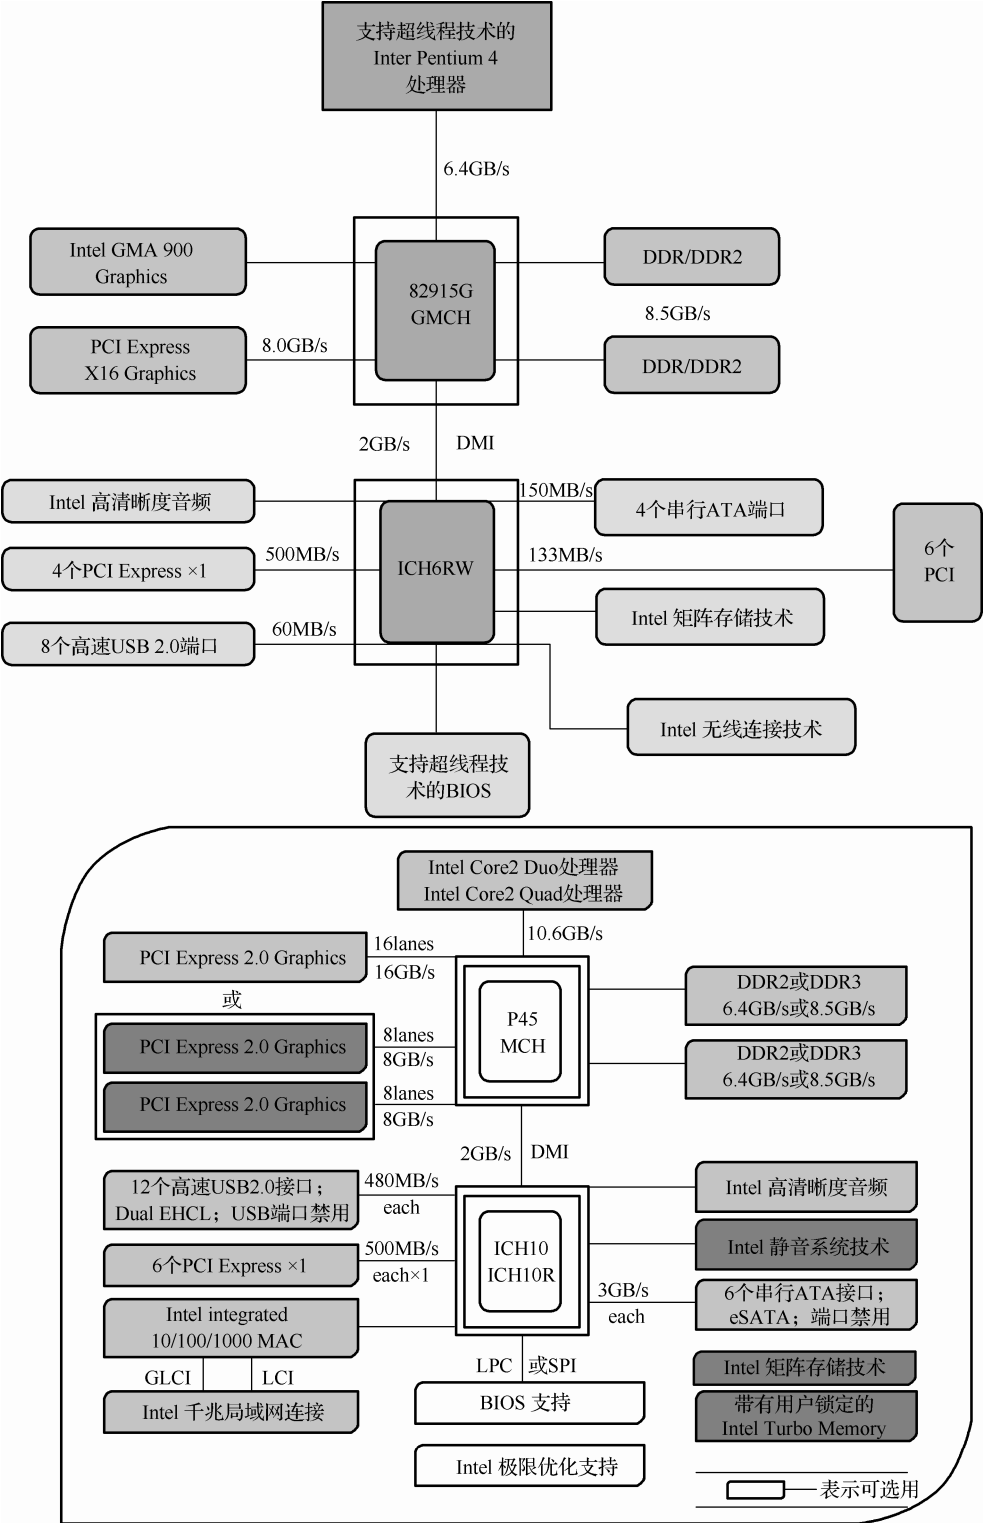 支持超线程技术的
Inter Pentium 4
处理器
6.4GB/s
Intel GMA 900
Graphics
82915G
GMCH
DDR/DDR2
8.5GB/s
PCI Express
X16 Graphics
8.0GB/s
DDR/DDR2
2GB/s
DMI
Intel 高清晰度音频
150MB/s
4个串行ATA端口
4个PCI Express ×1
500MB/s
ICH6RW
133MB/s
6个
PCI
Intel 矩阵存储技术
8个高速USB 2.0端口
60MB/s
Intel 无线连接技术
支持超线程技
术的BIOS
Intel Core2 Duo处理器
Intel Core2 Quad处理器
10.6GB/s
PCI Express 2.0 Graphics
16lanes
16GB/s
或
PCI Express 2.0 Graphics
8lanes
8GB/s
PCI Express 2.0 Graphics
8lanes
8GB/s
P45
MCH
DDR2或DDR3
6.4GB/s或8.5GB/s
DDR2或DDR3
6.4GB/s或8.5GB/s
2GB/s
DMI
12个高速USB2.0接口；
Dual EHCL；USB端口禁用
480MB/s
each
6个PCI Express ×1
500MB/s
each×1
Intel integrated
10/100/1000 MAC
GLCI
LCI
Intel 千兆局域网连接
ICH10
ICH10R
Intel 高清晰度音频
Intel 静音系统技术
3GB/s
each
6个串行ATA接口；
eSATA；端口禁用
Intel 矩阵存储技术
带有用户锁定的
Intel Turbo Memory
LPC
或SPI
BIOS 支持
Intel 极限优化支持
表示可选用